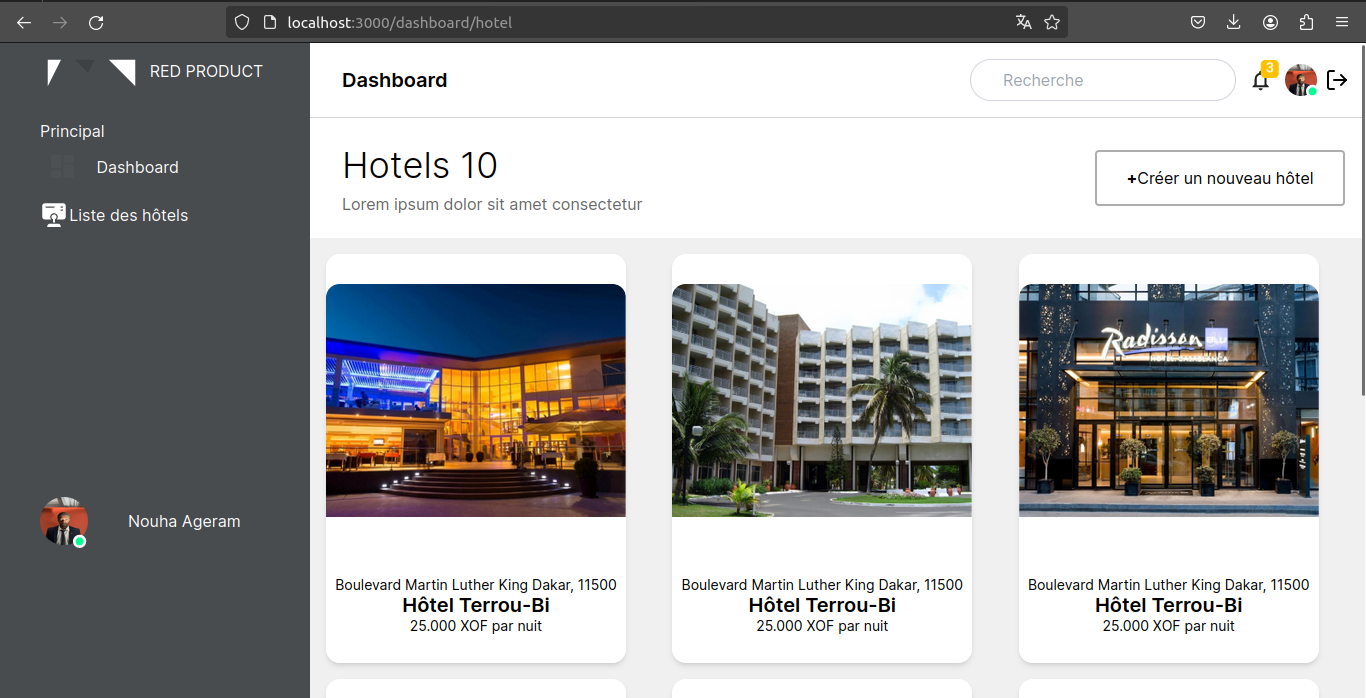 localhost:3000/dashboard/hotel
RED PRODUCT
Dashboard
Recherche
3
Principal
Dashboard
Liste des hôtels
Hotels 10
Lorem ipsum dolor sit amet consectetur
+Créer un nouveau hôtel
Radisson
BLU
Boulevard Martin Luther King Dakar, 11500
Hôtel Terrou-Bi
25.000 XOF par nuit
Boulevard Martin Luther King Dakar, 11500
Hôtel Terrou-Bi
25.000 XOF par nuit
Boulevard Martin Luther King Dakar, 11500
Hôtel Terrou-Bi
25.000 XOF par nuit
Nouha Ageram